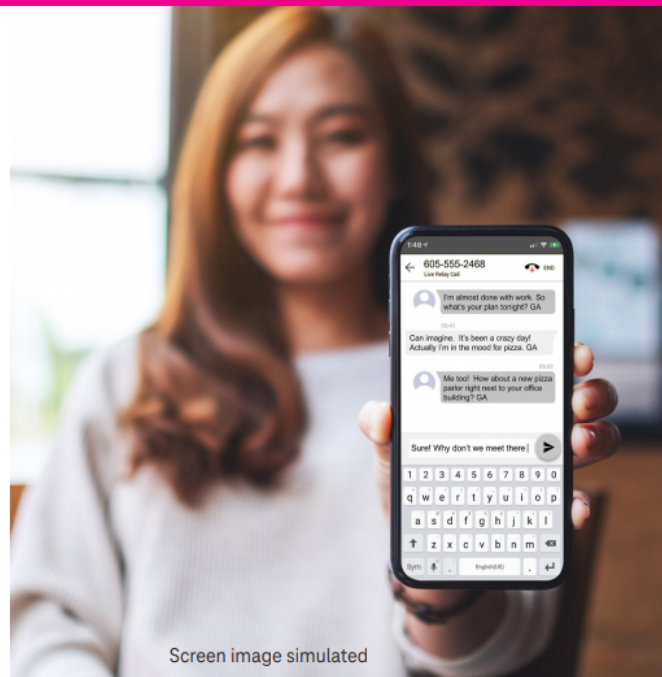 1:48
605-555-2468
END
Live Relay Call
I'm almost done with work. So
what's your plan tonight? GA
Can imagine. It's been a crazy day!
Actually I'm in the mood for pizza. GA
Me too! How about a new pizza
parlor right next to your office
building? GA
Sure! Why don't we meet there
1 2 3 4 5 6 7 8 9 0
q w e r t y u i o p
a s d f g h j k l
z x c v b n m
Sym , English(US) .
Screen image simulated